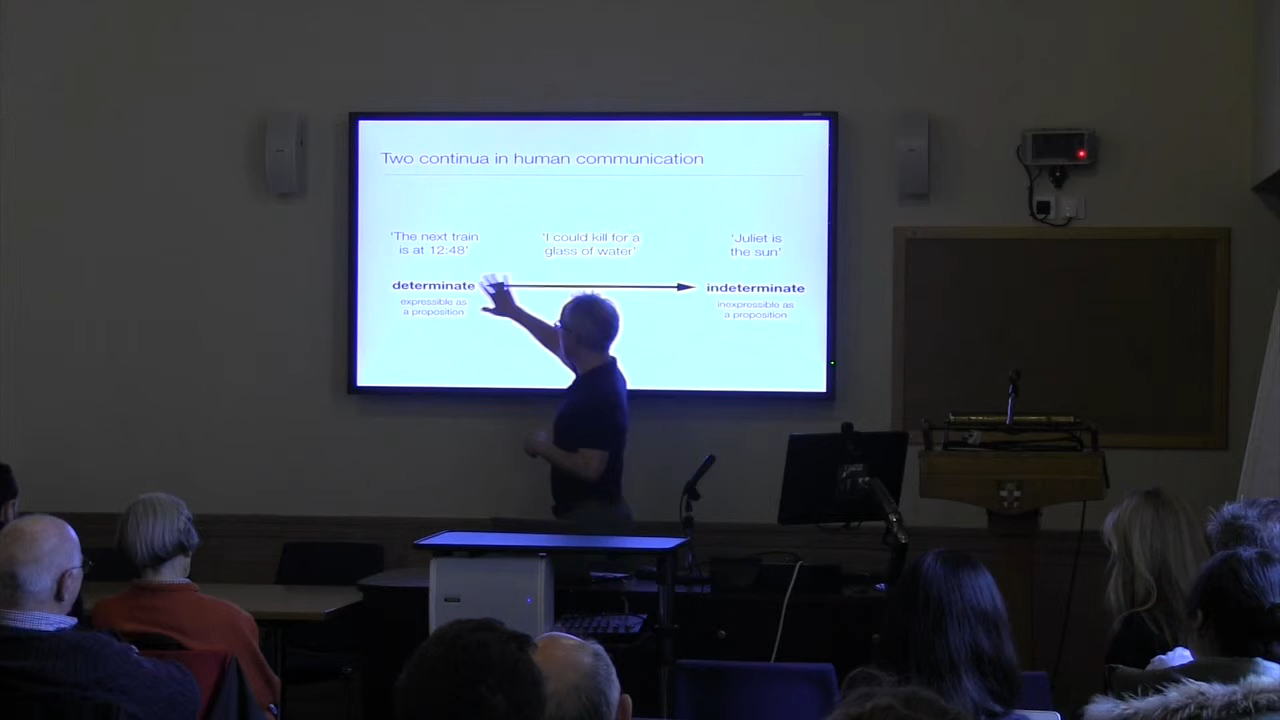 Two continua in human communication
'The next train
is at 12:48'
'I could kill for a
glass of water'
'Juliet is
the sun'
determinate
indeterminate
expressible as
a proposition
inexpressible as
a proposition